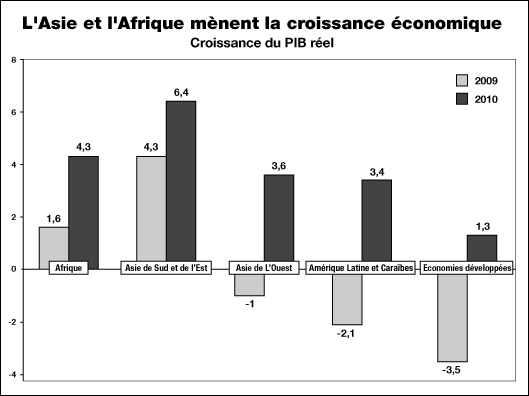 L'Asie et l'Afrique mènent la croissance économique
Croissance du PIB réel
8
6
4
2
0
-2
-4
2009
2010
1,6
4,3
4,3
6,4
-1
3,6
-2,1
3,4
-3,5
1,3
Afrique
Asie de Sud et de l'Est
Asie de L'Ouest
Amérique Latine et Caraïbes
Economies développées